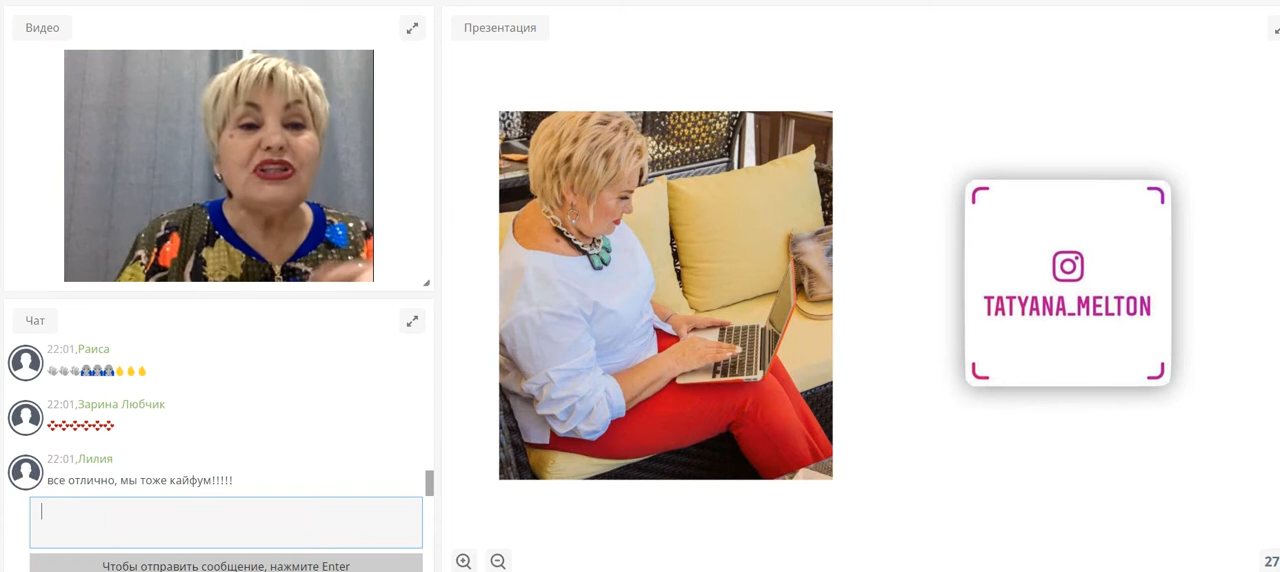 Видео
Презентация
TATYANA_MELTON
Чат
22:01,Раиса
22:01,Зарина Любчик
22:01,Лилия
все отлично, мы тоже кайфум!!!!!
Чтобы отправить сообщение, нажмите Enter
27